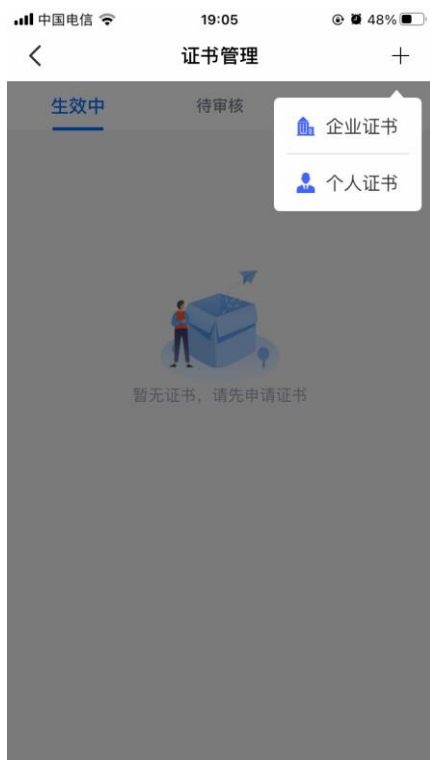 中国电信 19:05 48%
证书管理
生效中 待审核
企业证书
个人证书
暂无证书，请先申请证书